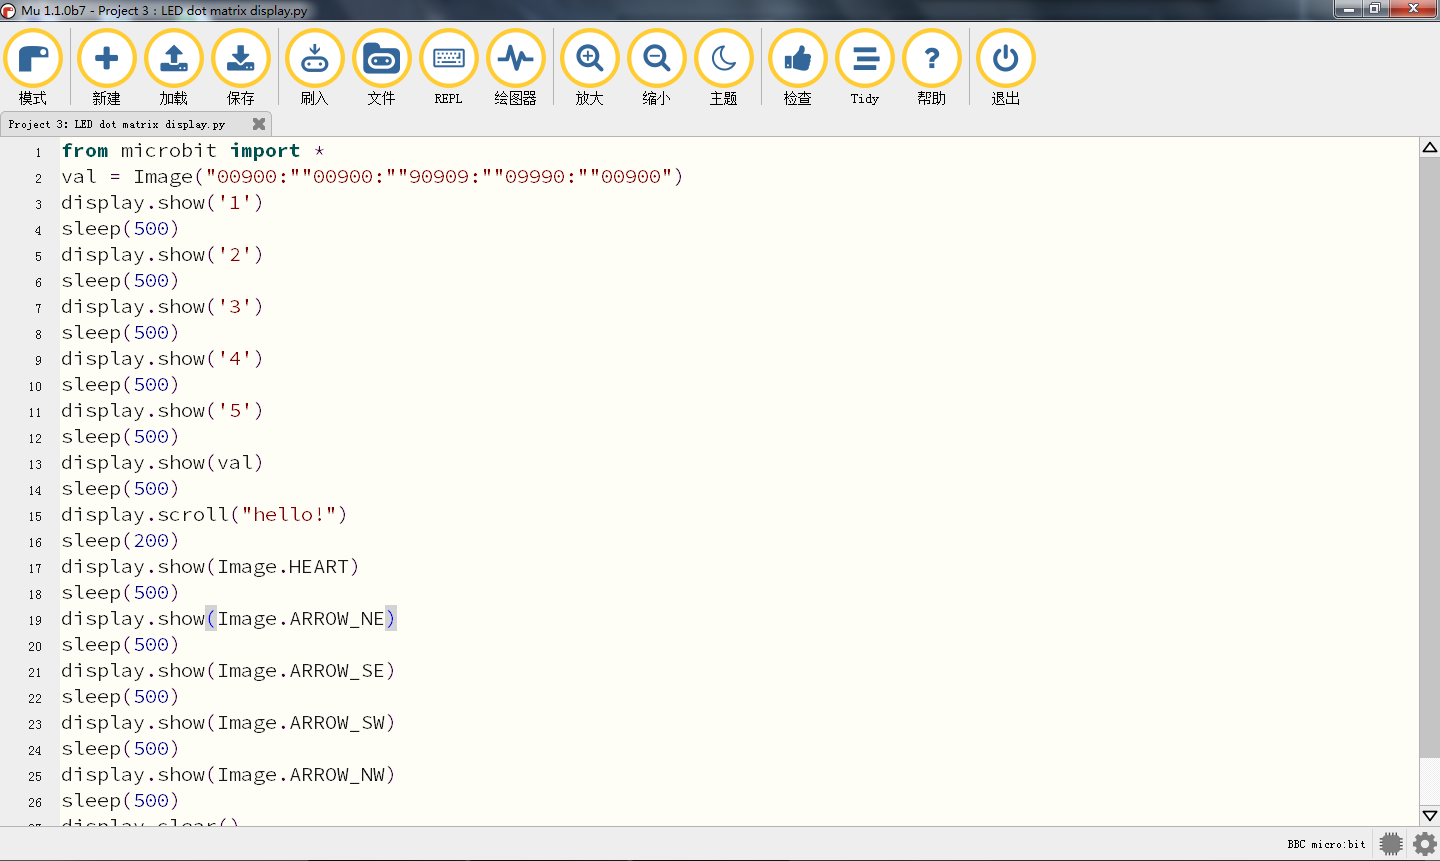 Mu 1.1.0b7 - Project 3 : LED dot matrix display.py
模式 新建 加载 保存 刷入 文件 REPL 绘图器 放大 缩小 主题 检查 Tidy 帮助 退出
Project 3: LED dot matrix display.py
1 from microbit import *
2 val = Image("00900:""00900:""90909:""09990:""00900")
3 display.show('1')
4 sleep(500)
5 display.show('2')
6 sleep(500)
7 display.show('3')
8 sleep(500)
9 display.show('4')
10 sleep(500)
11 display.show('5')
12 sleep(500)
13 display.show(val)
14 sleep(500)
15 display.scroll("hello!")
16 sleep(200)
17 display.show(Image.HEART)
18 sleep(500)
19 display.show(Image.ARROW_NE)
20 sleep(500)
21 display.show(Image.ARROW_SE)
22 sleep(500)
23 display.show(Image.ARROW_SW)
24 sleep(500)
25 display.show(Image.ARROW_NW)
26 sleep(500)
27 display.clear()
BBC micro:bit